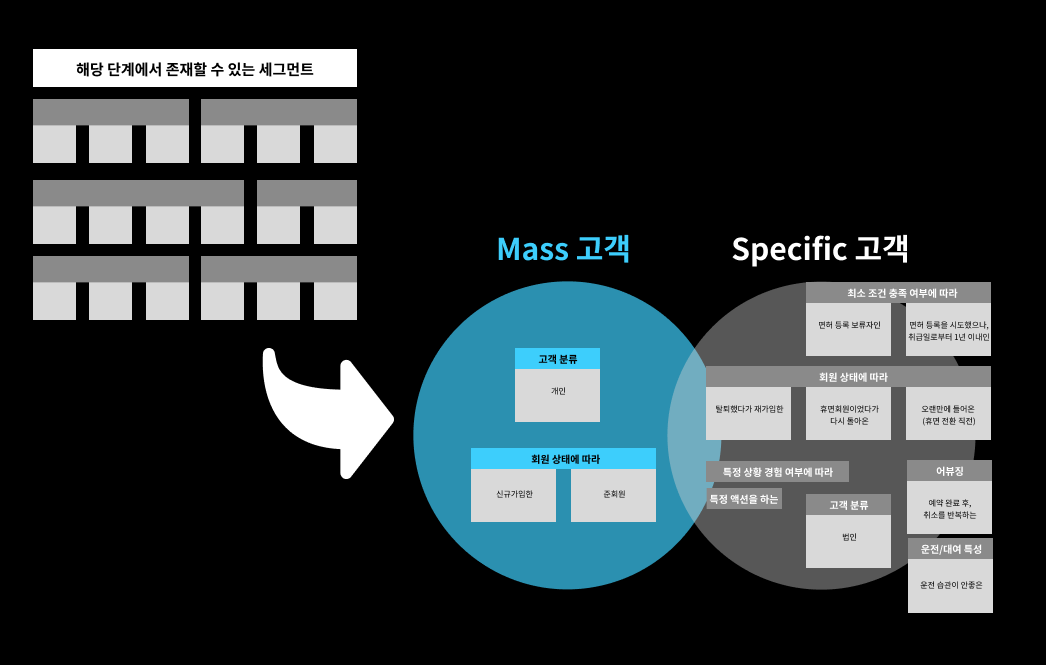 해당 단계에서 존재할 수 있는 세그먼트
Mass 고객
Specific 고객
고객 분류
개인
회원 상태에 따라
신규가입한
준회원
최소 조건 충족 여부에 따라
면허 등록 보류자인
면허 등록을 시도했으나,
취급일로부터 1년 이내인
회원 상태에 따라
탈퇴했다가 재가입한
휴면회원이었다가
다시 돌아온
오랜만에 들어온
(휴면 전환 직전)
특정 상황 경험 여부에 따라
특정 액션을 하는
고객 분류
법인
어뷰징
예약 완료 후,
취소를 반복하는
운전/대여 특성
운전 습관이 안좋은